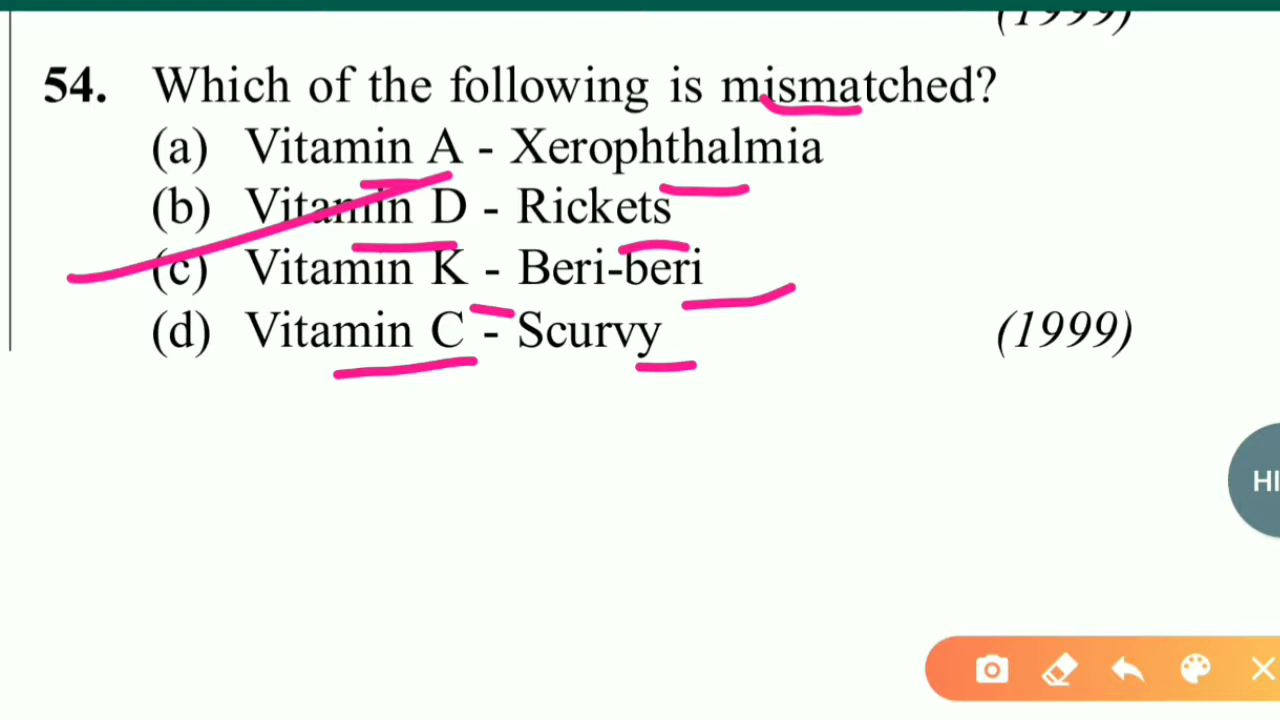 (1999)
54. Which of the following is mismatched?
(a) Vitamin A - Xerophthalmia
(b) Vitamin D - Rickets
(c) Vitamin K - Beri-beri
(d) Vitamin C - Scurvy (1999)
HI